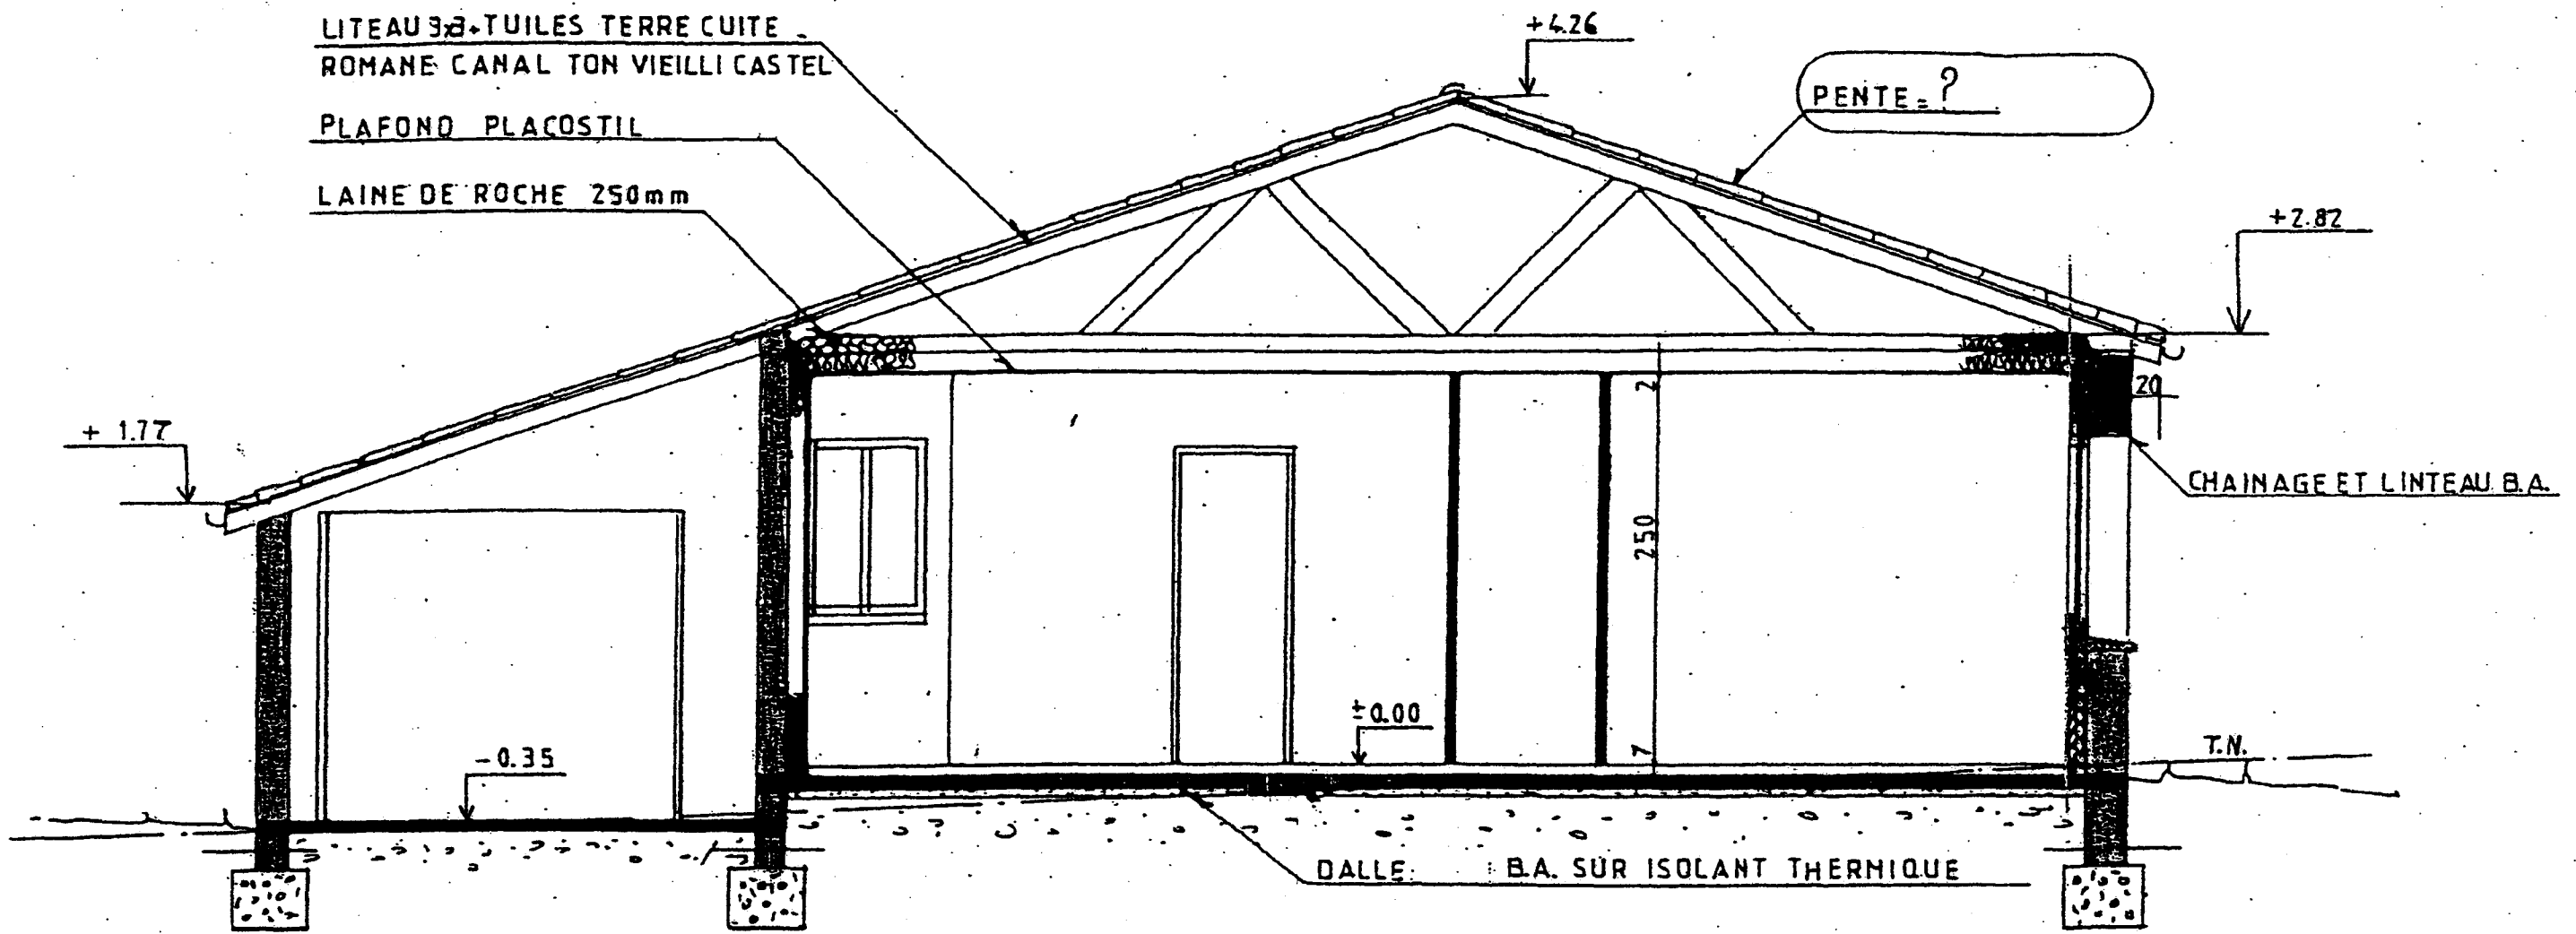 LITEAU 3x3+TUILES TERRE CUITE
ROMANE CANAL TON VIEILLI CASTEL
PLAFOND PLACOSTIL
LAINE DE ROCHE 250mm
+4.26
PENTE = ?
+2.82
+1.77
20
2
250
7
CHAINAGE ET LINTEAU B.A.
±0.00
-0.35
T.N.
DALLE B.A. SUR ISOLANT THERMIQUE